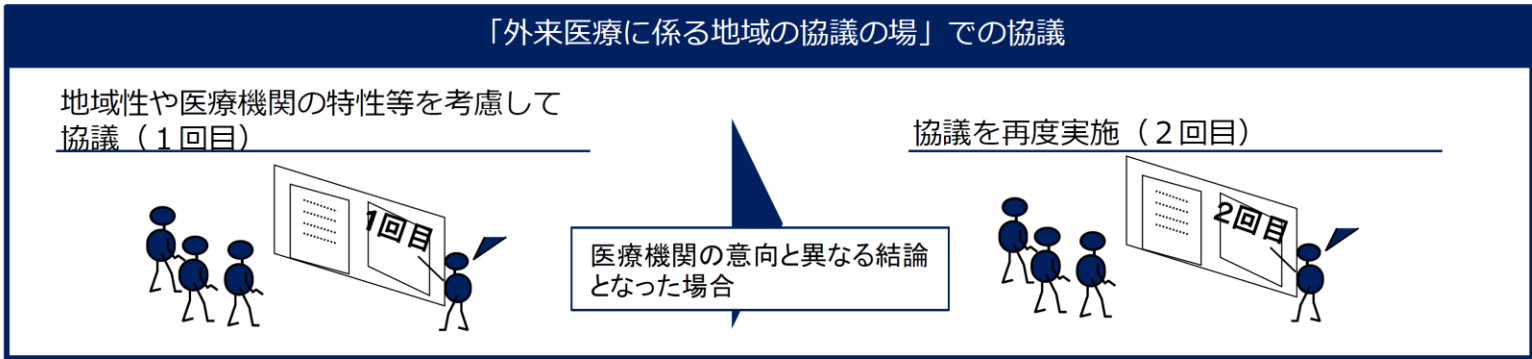 「外来医療に係る地域の協議の場」での協議
地域性や医療機関の特性等を考慮して
協議（１回目）
1回目
医療機関の意向と異なる結論
となった場合
協議を再度実施（２回目）
2回目